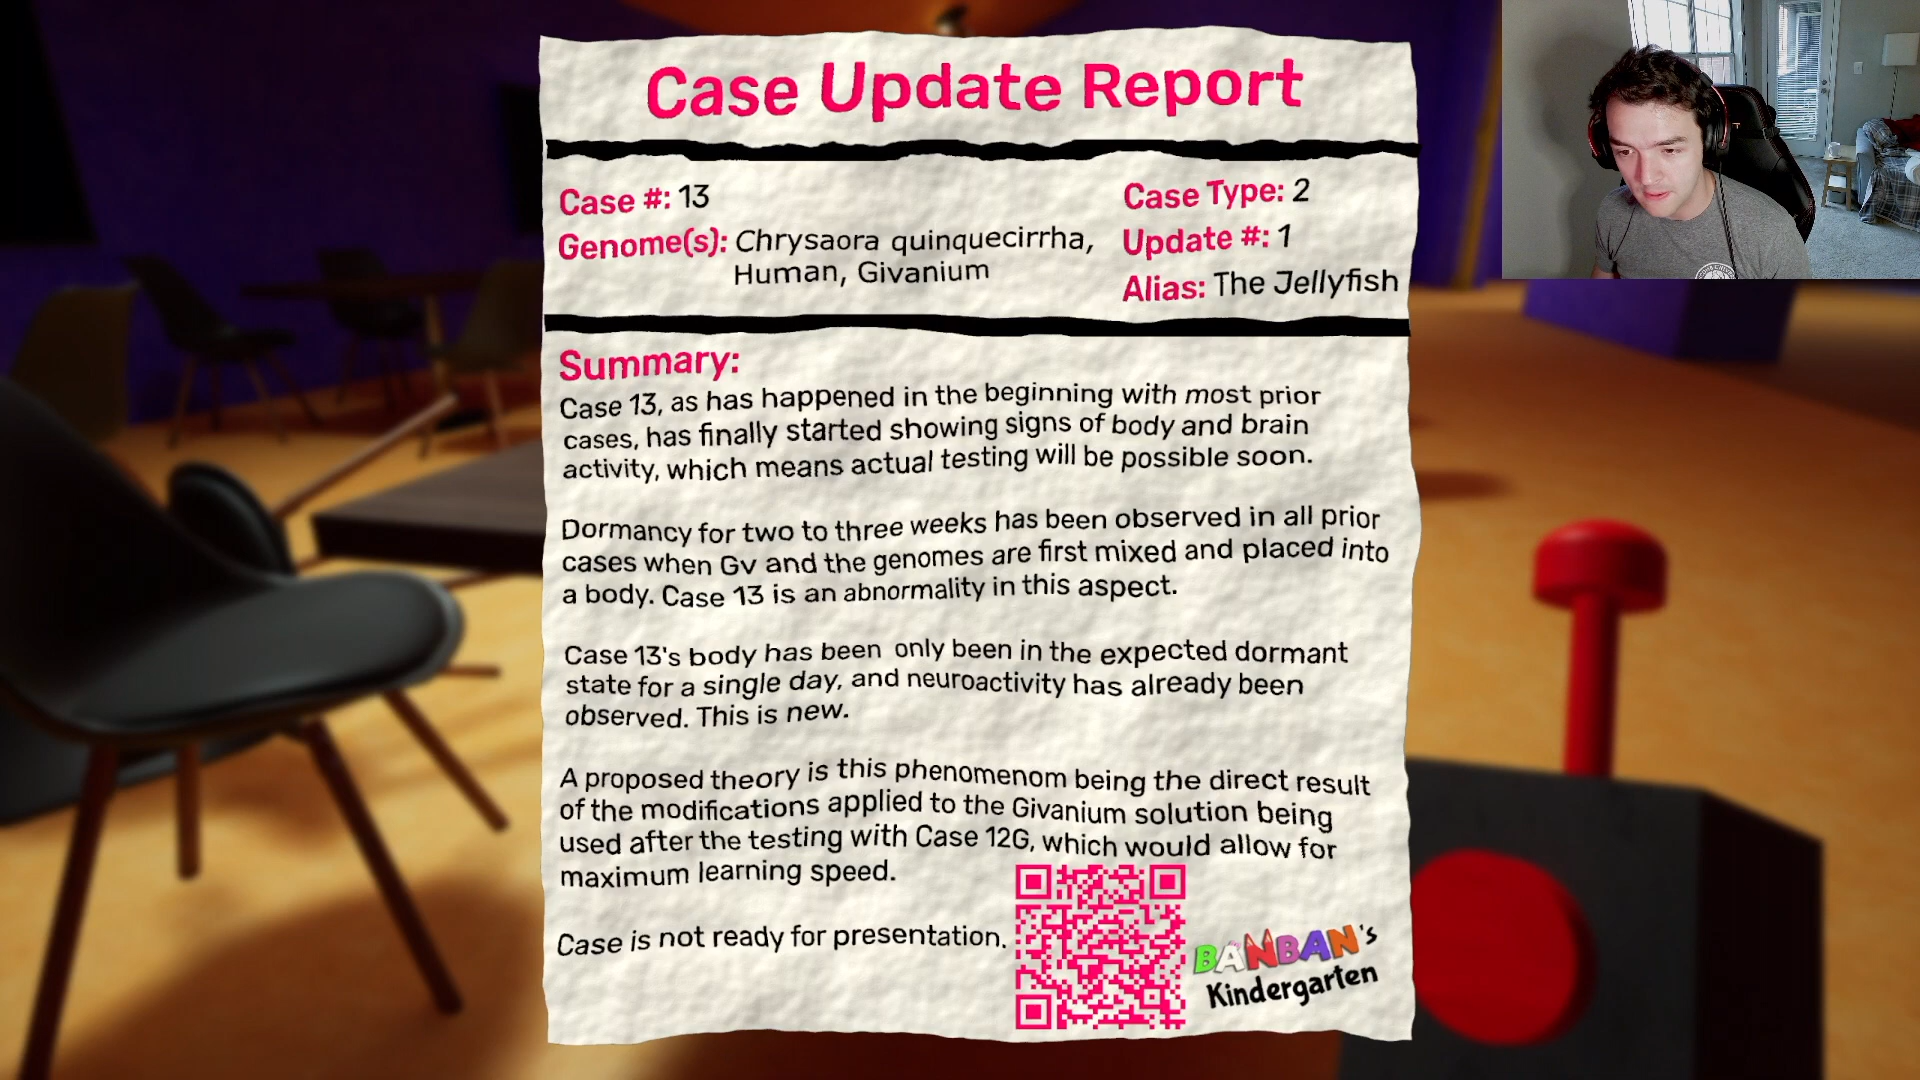 Case Update Report
Case #: 13
Genome(s): Chrysaora quinquecirrha,
Human, Givanium
Case Type: 2
Update #: 1
Alias: The Jellyfish
Summary:
Case 13, as has happened in the beginning with most prior
cases, has finally started showing signs of body and brain
activity, which means actual testing will be possible soon.
Dormancy for two to three weeks has been observed in all prior
cases when Gv and the genomes are first mixed and placed into
a body. Case 13 is an abnormality in this aspect.
Case 13's body has been only been in the expected dormant
state for a single day, and neuroactivity has already been
observed. This is new.
A proposed theory is this phenomenom being the direct result
of the modifications applied to the Givanium solution being
used after the testing with Case 12G, which would allow for
maximum learning speed.
Case is not ready for presentation.
BANBAN's
Kindergarten